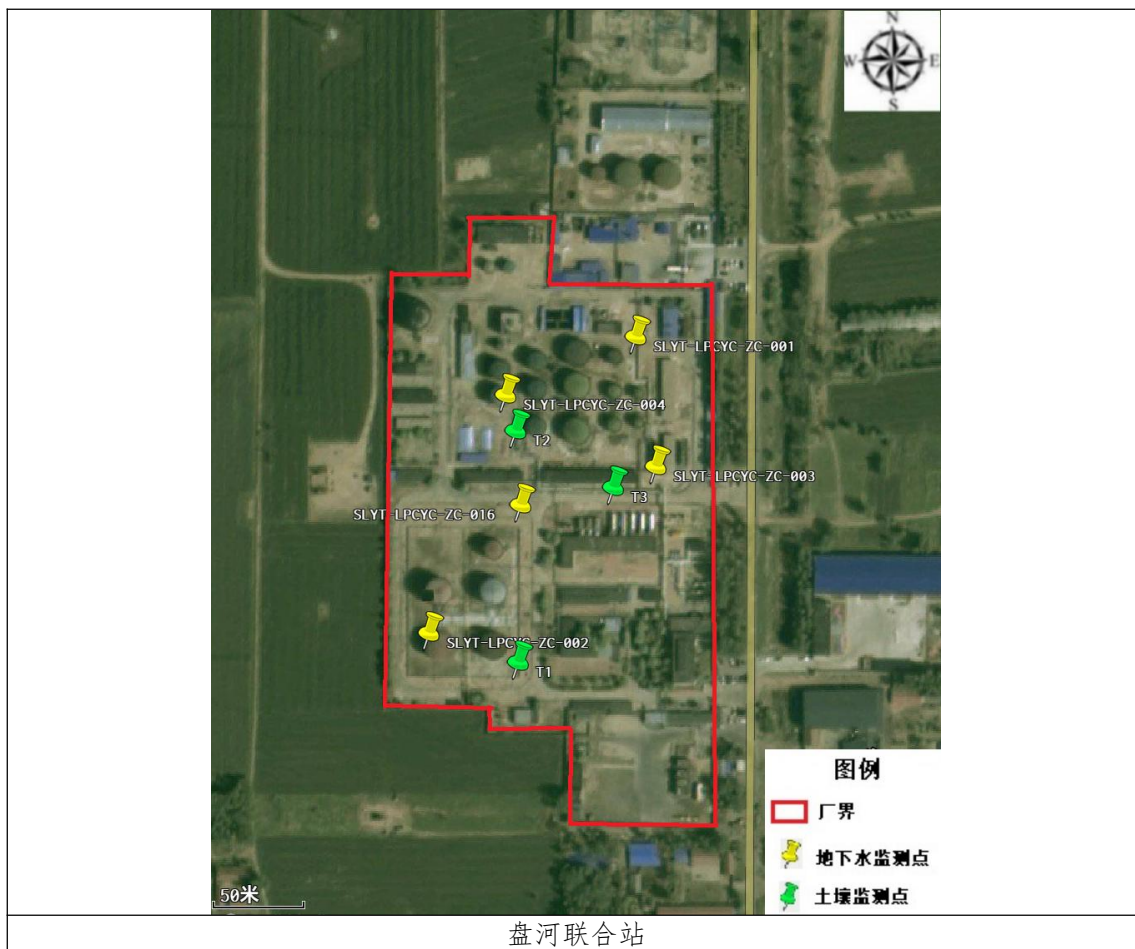 N
W
E
S
SLYT-LPCYC-ZC-001
SLYT-LPCYC-ZC-004
T2
SLYT-LPCYC-ZC-003
T3
SLYT-LPCYC-ZC-016
SLYT-LPCYC-ZC-002
T1
图例
厂界
地下水监测点
土壤监测点
50米
盘河联合站